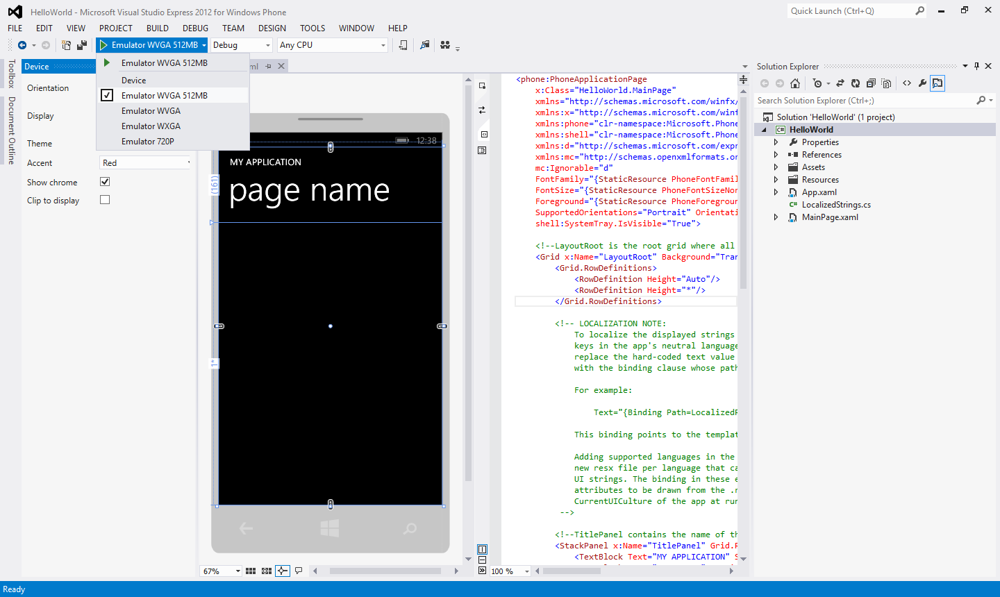 HelloWorld - Microsoft Visual Studio Express 2012 for Windows Phone
Quick Launch (Ctrl+Q)
FILE EDIT VIEW PROJECT BUILD DEBUG TEAM DESIGN TOOLS WINDOW HELP
Emulator WVGA 512MB Debug Any CPU
Emulator WVGA 512MB
Device
Emulator WVGA 512MB
Emulator WVGA
Emulator WXGA
Emulator 720P
Toolbox
Document Outline
Device
Orientation
Display
Theme
Accent Red
Show chrome
Clip to display
ml
12:38
MY APPLICATION
page name
(161)
1*
67%
<phone:PhoneApplicationPage
x:Class="HelloWorld.MainPage"
xmlns="http://schemas.microsoft.com/winfx/
xmlns:x="http://schemas.microsoft.com/winf
xmlns:phone="clr-namespace:Microsoft.Phon
xmlns:shell="clr-namespace:Microsoft.Phon
xmlns:d="http://schemas.microsoft.com/expr
xmlns:mc="http://schemas.openxmlformats.or
mc:Ignorable="d"
FontFamily="{StaticResource PhoneFontFamil
FontSize="{StaticResource PhoneFontSizeNor
Foreground="{StaticResource PhoneForegroun
SupportedOrientations="Portrait" Orientati
shell:SystemTray.IsVisible="True">
<!--LayoutRoot is the root grid where all
<Grid x:Name="LayoutRoot" Background="Tran
<Grid.RowDefinitions>
<RowDefinition Height="Auto"/>
<RowDefinition Height="*"/>
</Grid.RowDefinitions>
<!-- LOCALIZATION NOTE:
To localize the displayed strings
keys in the app's neutral language
replace the hard-coded text value
with the binding clause whose path
For example:
Text="{Binding Path=LocalizedR
This binding points to the templat
Adding supported languages in the
new resx file per language that ca
UI strings. The binding in these e
attributes to be drawn from the .r
CurrentUICulture of the app at run
-->
<!--TitlePanel contains the name of th
<StackPanel x:Name="TitlePanel" Grid.R
<TextBlock Text="MY APPLICATION" S
100 %
Solution Explorer
Search Solution Explorer (Ctrl+;)
Solution 'HelloWorld' (1 project)
C# HelloWorld
Properties
References
Assets
Resources
App.xaml
C# LocalizedStrings.cs
MainPage.xaml
Ready